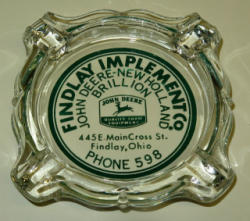 FINDLAY IMPLEMENT CO
JOHN DEERE-NEW HOLLAND
BRILLION
JOHN DEERE
QUALITY FARM
EQUIPMENT
445 E. Main Cross St.
Findlay, Ohio
PHONE 598